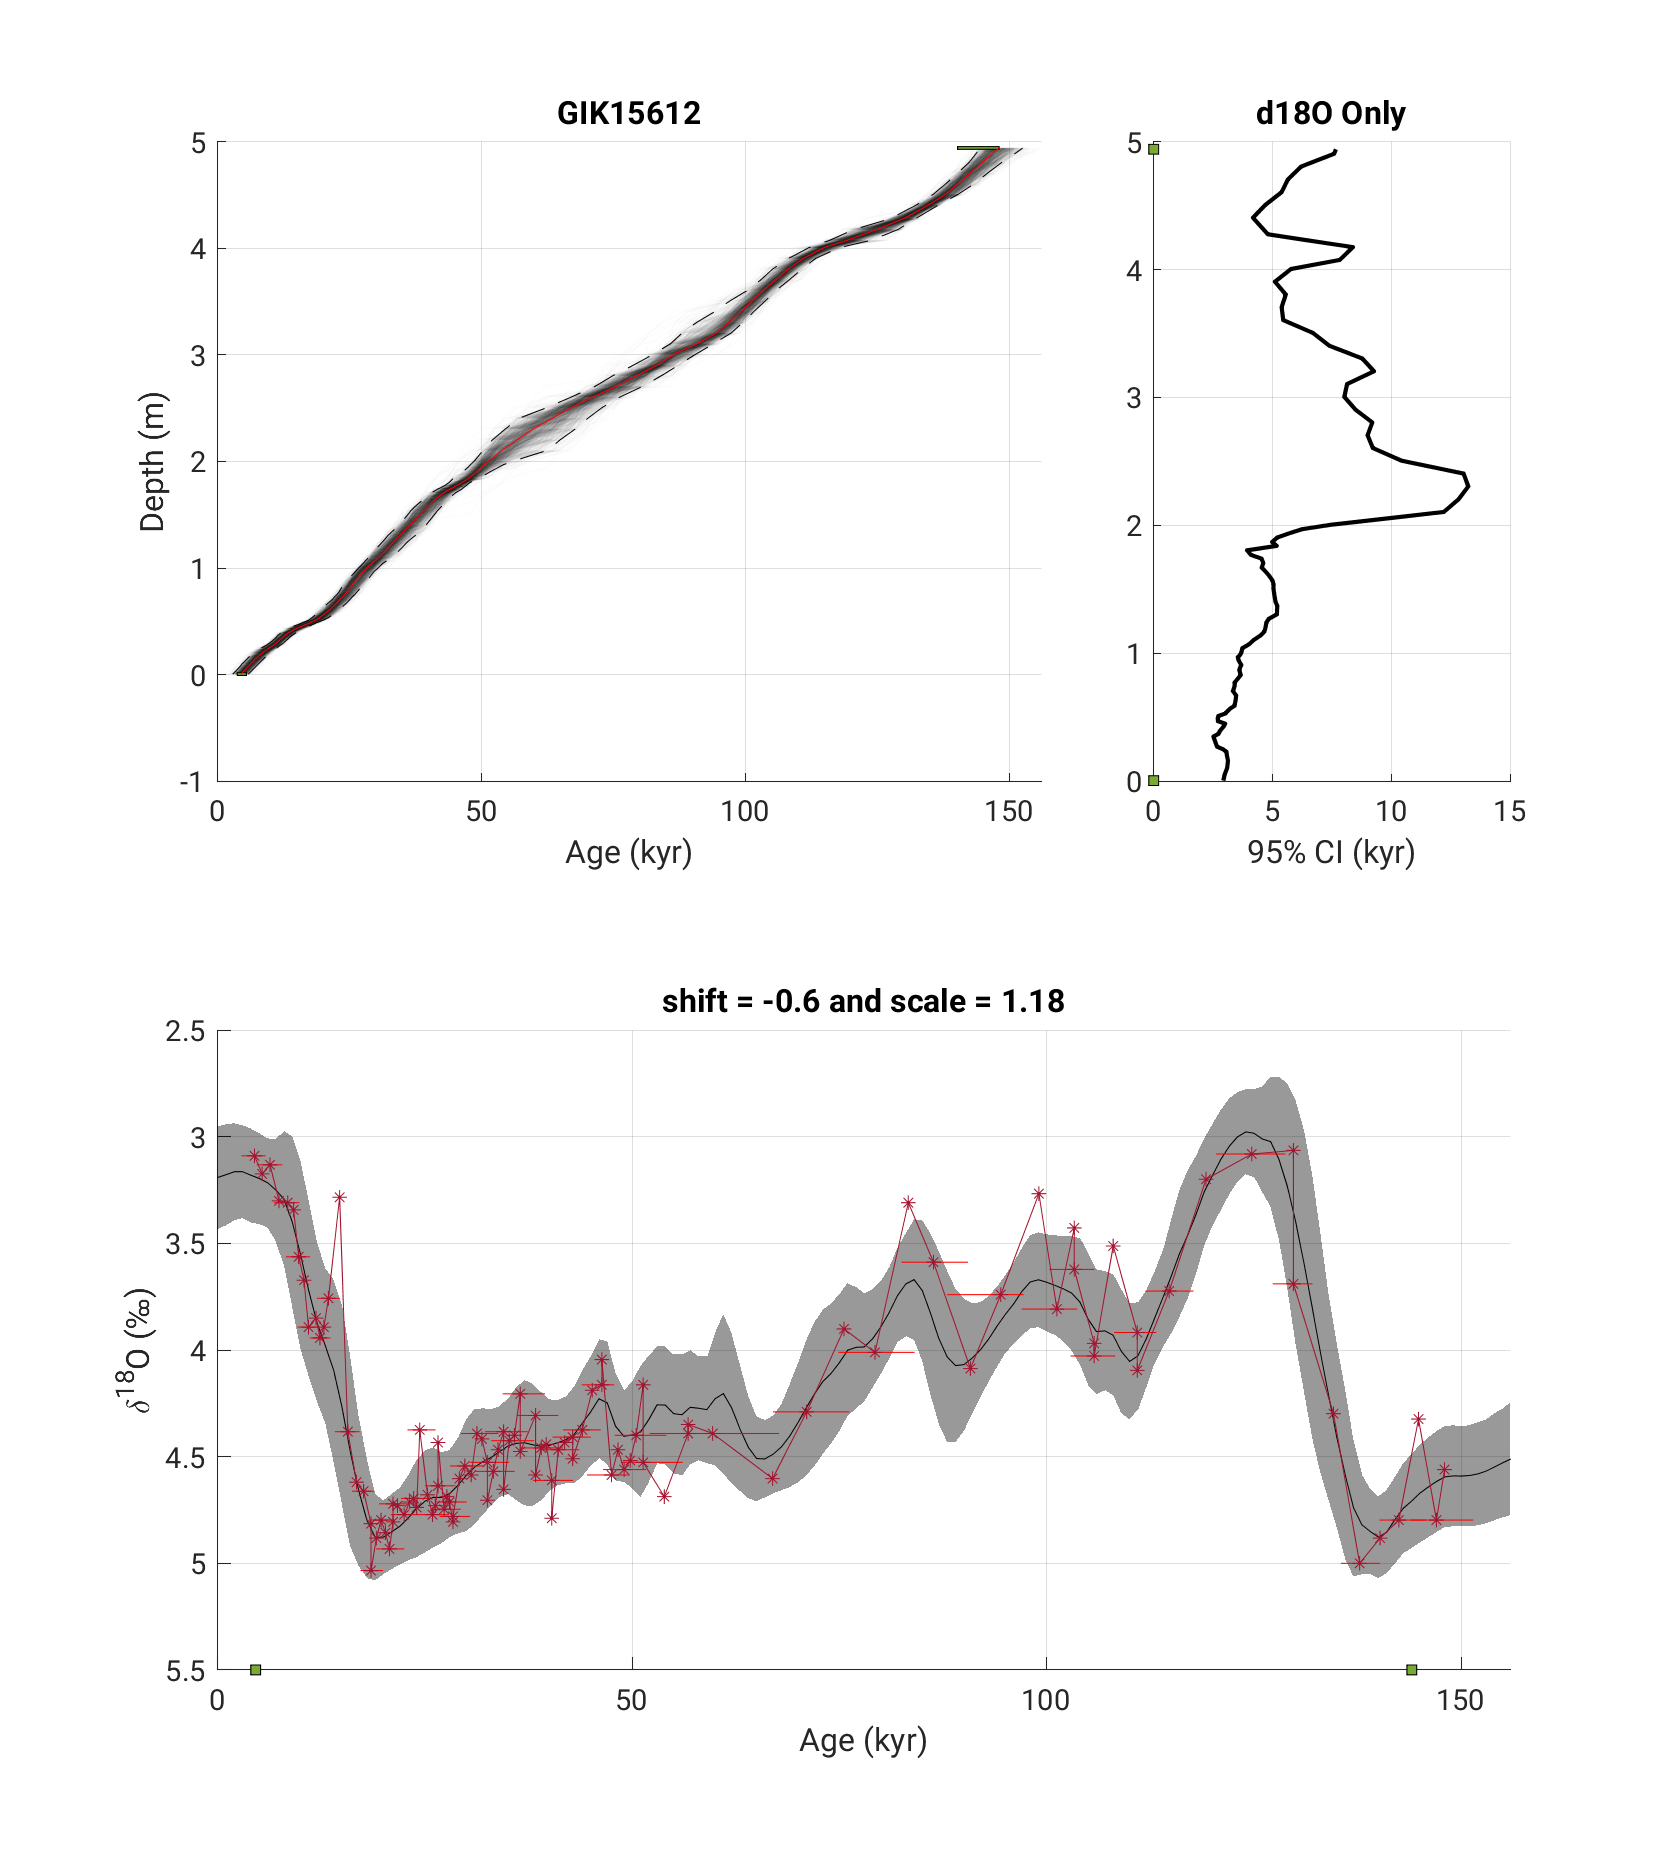 GIK15612
5
4
3
2
1
0
-1
Depth (m)
0 50 100 150
Age (kyr)
d18O Only
5
4
3
2
1
0
0 5 10 15
95% CI (kyr)
shift = -0.6 and scale = 1.18
2.5
3
3.5
4
4.5
5
5.5
δ¹⁸O (‰)
0 50 100 150
Age (kyr)